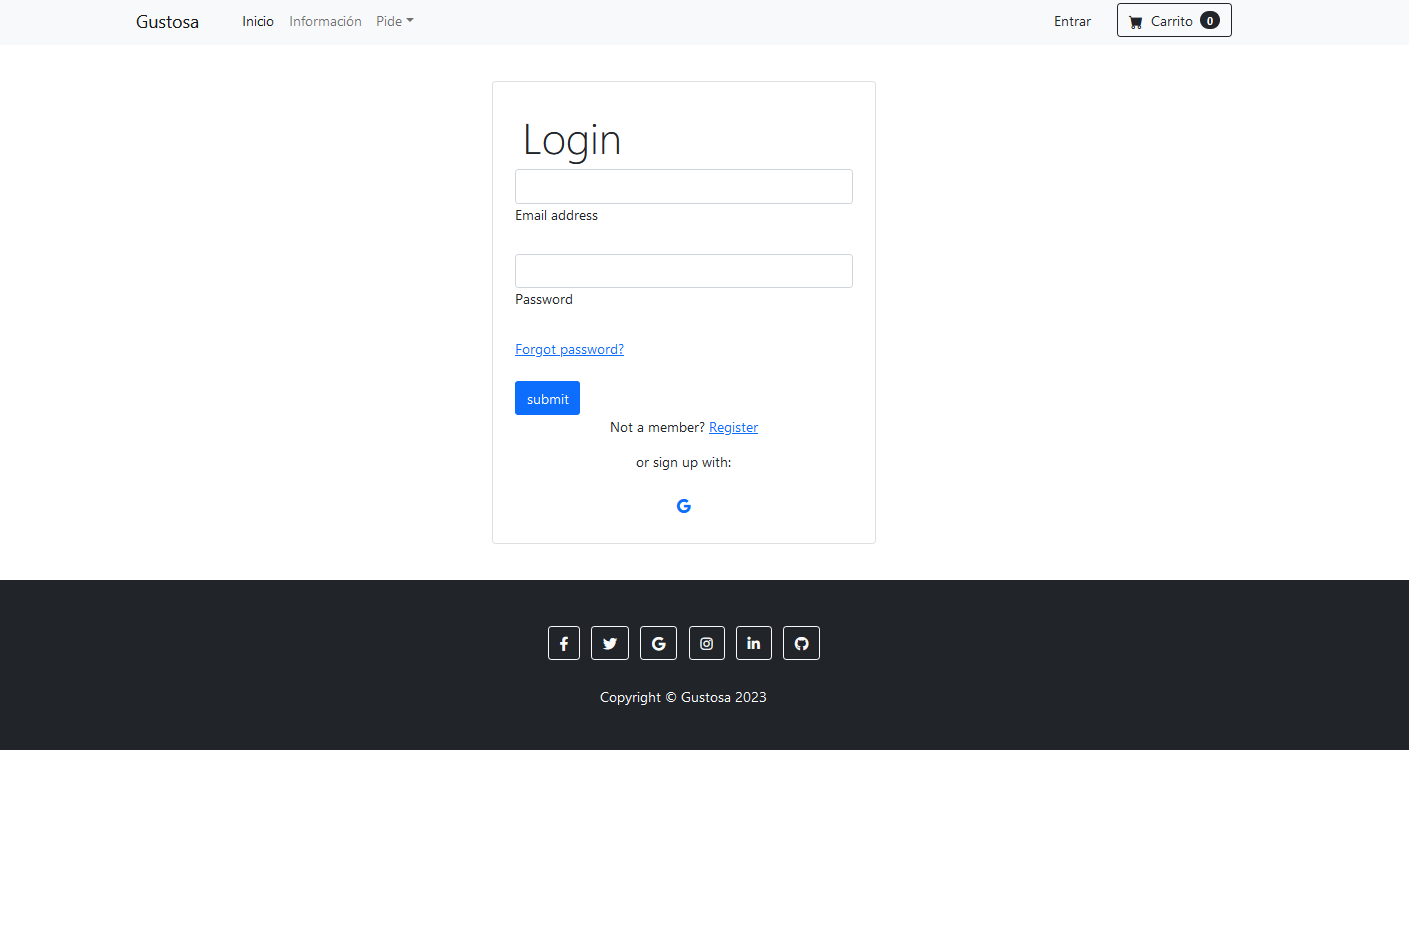 Gustosa Inicio Información Pide Entrar Carrito 0
Login
Email address
Password
Forgot password?
submit
Not a member? Register
or sign up with:
Copyright © Gustosa 2023